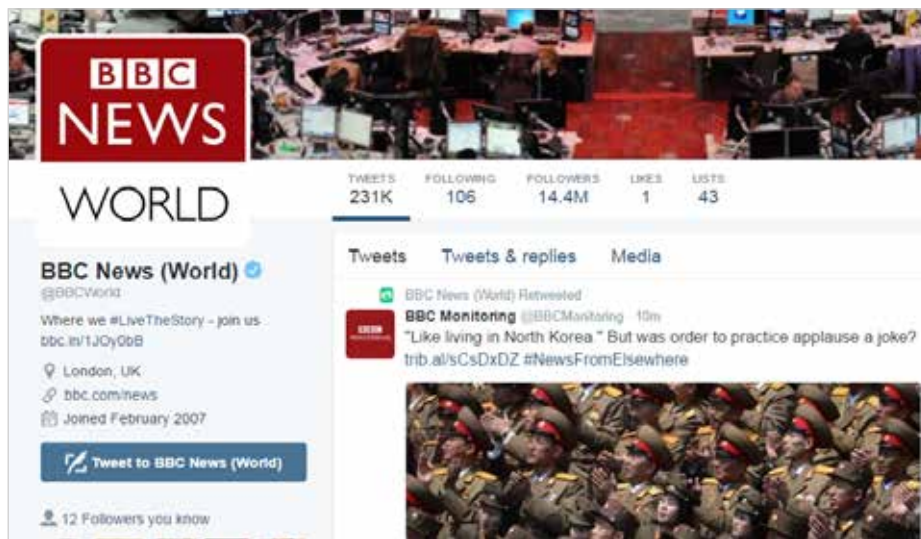 BBC
NEWS
WORLD
TWEETS FOLLOWING FOLLOWERS LIKES LISTS
231K 106 14.4M 1 43
BBC News (World)
@BBCWorld
Where we #LiveTheStory - join us
bbc.in/1JOy0bB
London, UK
bbc.com/news
Joined February 2007
Tweet to BBC News (World)
12 Followers you know
Tweets Tweets & replies Media
BBC News (World) Retweeted
BBC Monitoring @BBCMonitoring · 10m
"Like living in North Korea." But was order to practice applause a joke?
trib.al/sCsDxDZ #NewsFromElsewhere